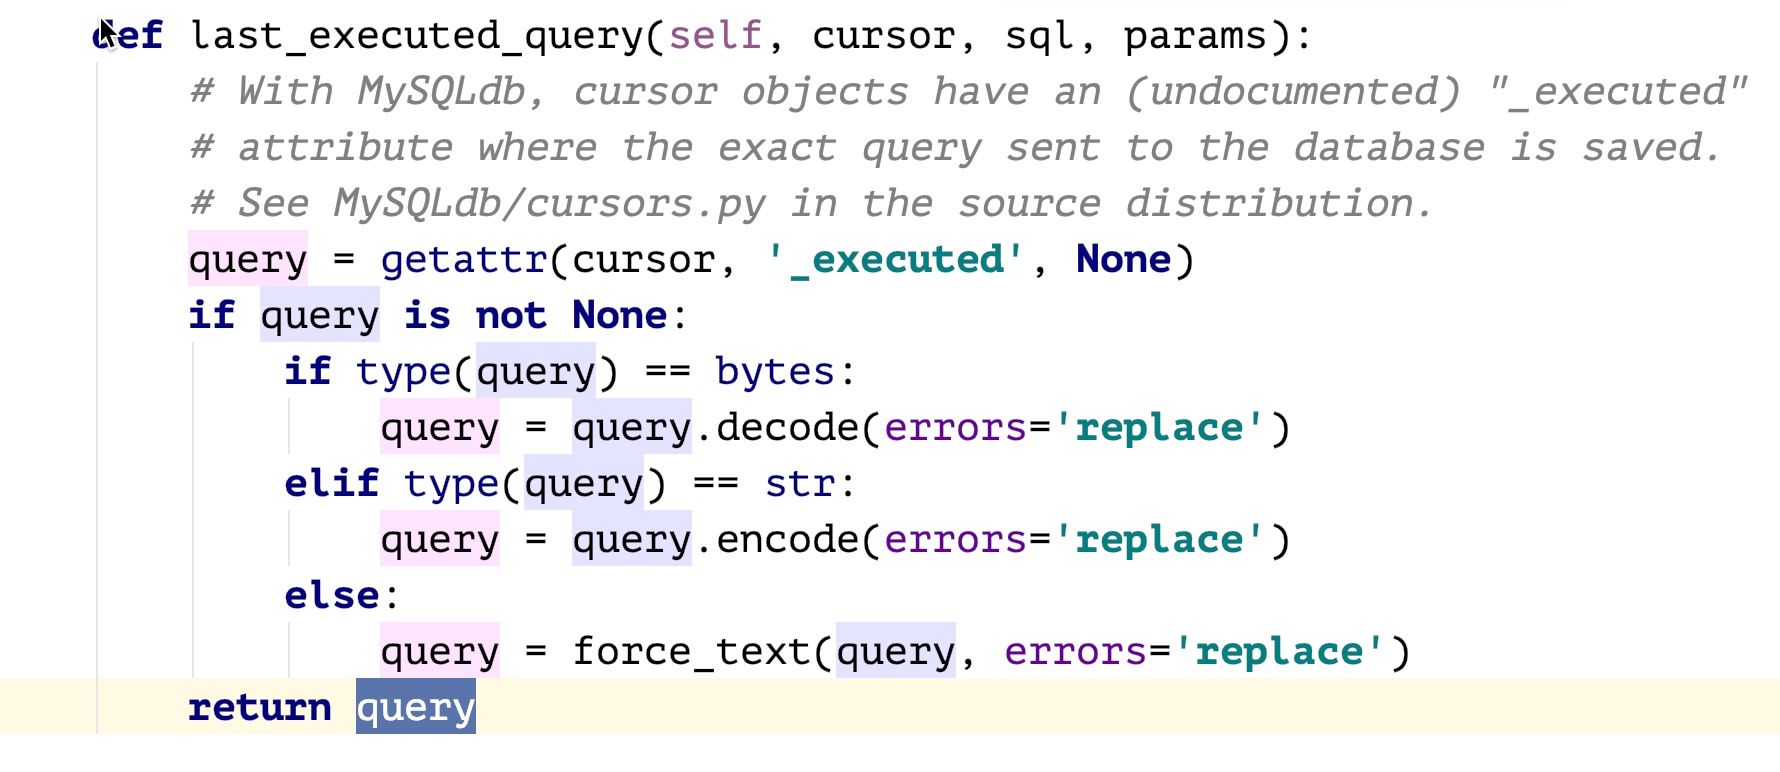 def last_executed_query(self, cursor, sql, params):
    # With MySQLdb, cursor objects have an (undocumented) "_executed"
    # attribute where the exact query sent to the database is saved.
    # See MySQLdb/cursors.py in the source distribution.
    query = getattr(cursor, '_executed', None)
    if query is not None:
        if type(query) == bytes:
            query = query.decode(errors='replace')
        elif type(query) == str:
            query = query.encode(errors='replace')
        else:
            query = force_text(query, errors='replace')
    return query